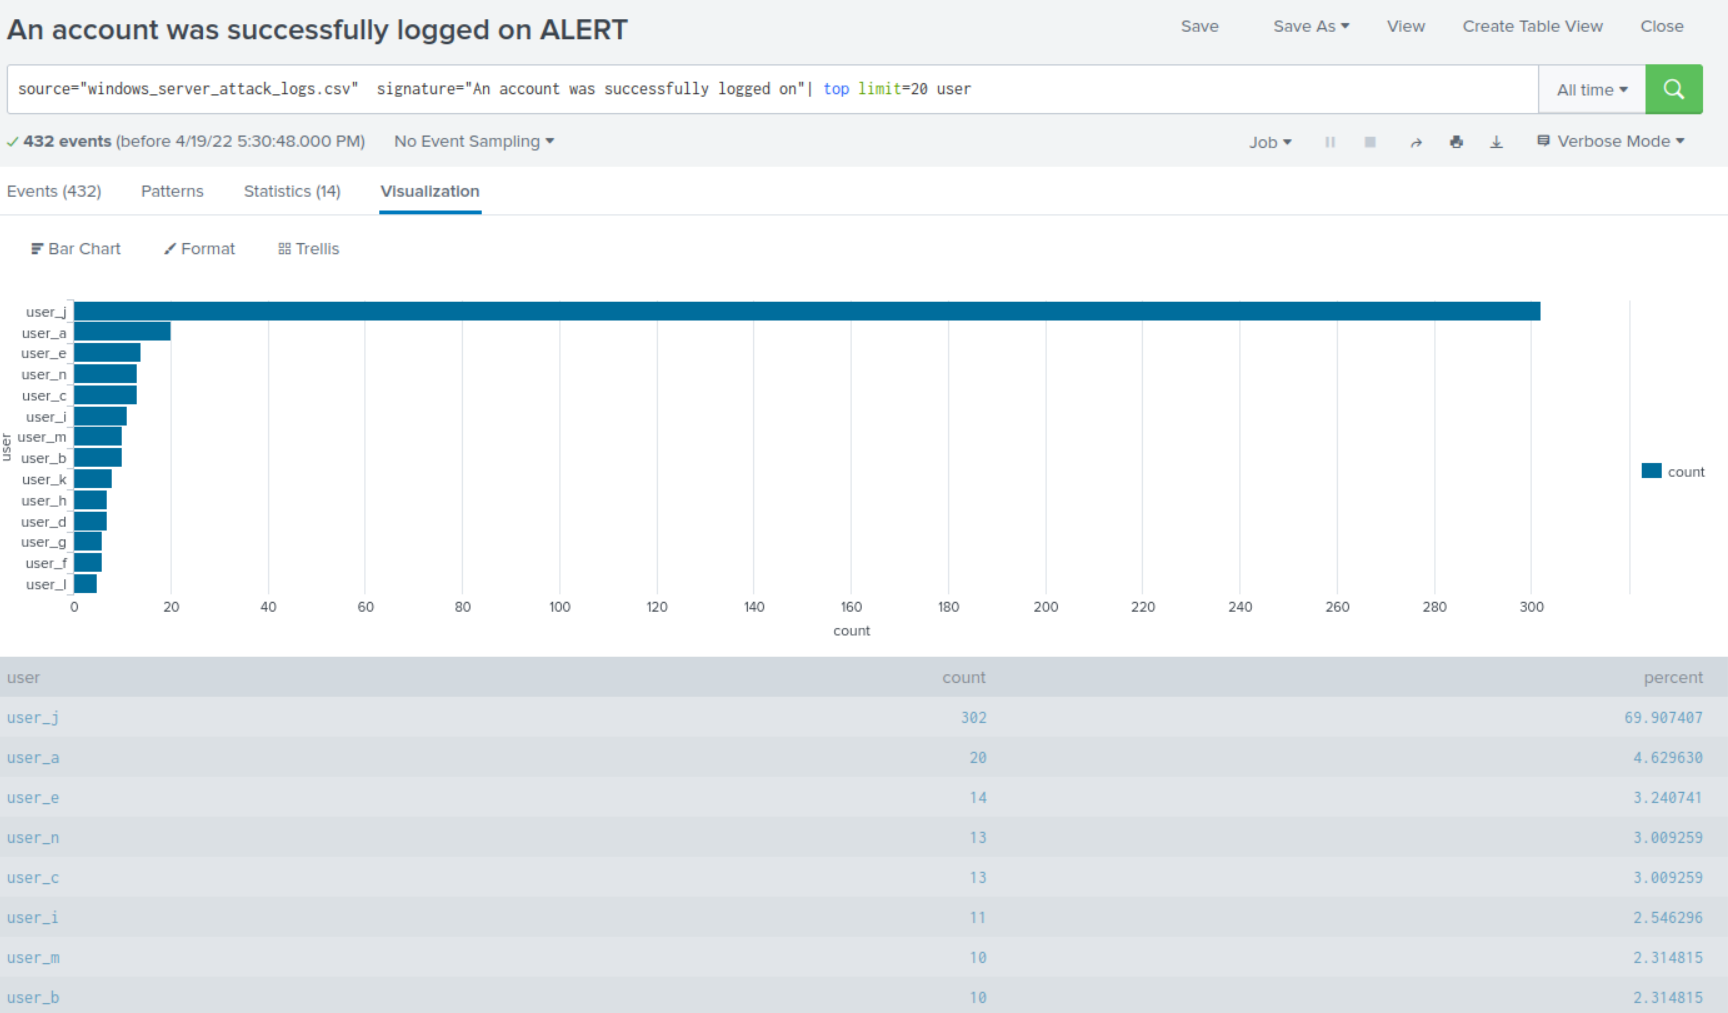 An account was successfully logged on ALERT
Save Save As View Create Table View Close
source="windows_server_attack_logs.csv" signature="An account was successfully logged on"| top limit=20 user
All time
432 events (before 4/19/22 5:30:48.000 PM) No Event Sampling
Job Verbose Mode
Events (432) Patterns Statistics (14) Visualization
Bar Chart Format Trellis
user_j
user_a
user_e
user_n
user_c
user_i
user_m
user_b
user_k
user_h
user_d
user_g
user_f
user_l
user
0 20 40 60 80 100 120 140 160 180 200 220 240 260 280 300
count
count
user count percent
user_j 302 69.907407
user_a 20 4.629630
user_e 14 3.240741
user_n 13 3.009259
user_c 13 3.009259
user_i 11 2.546296
user_m 10 2.314815
user_b 10 2.314815